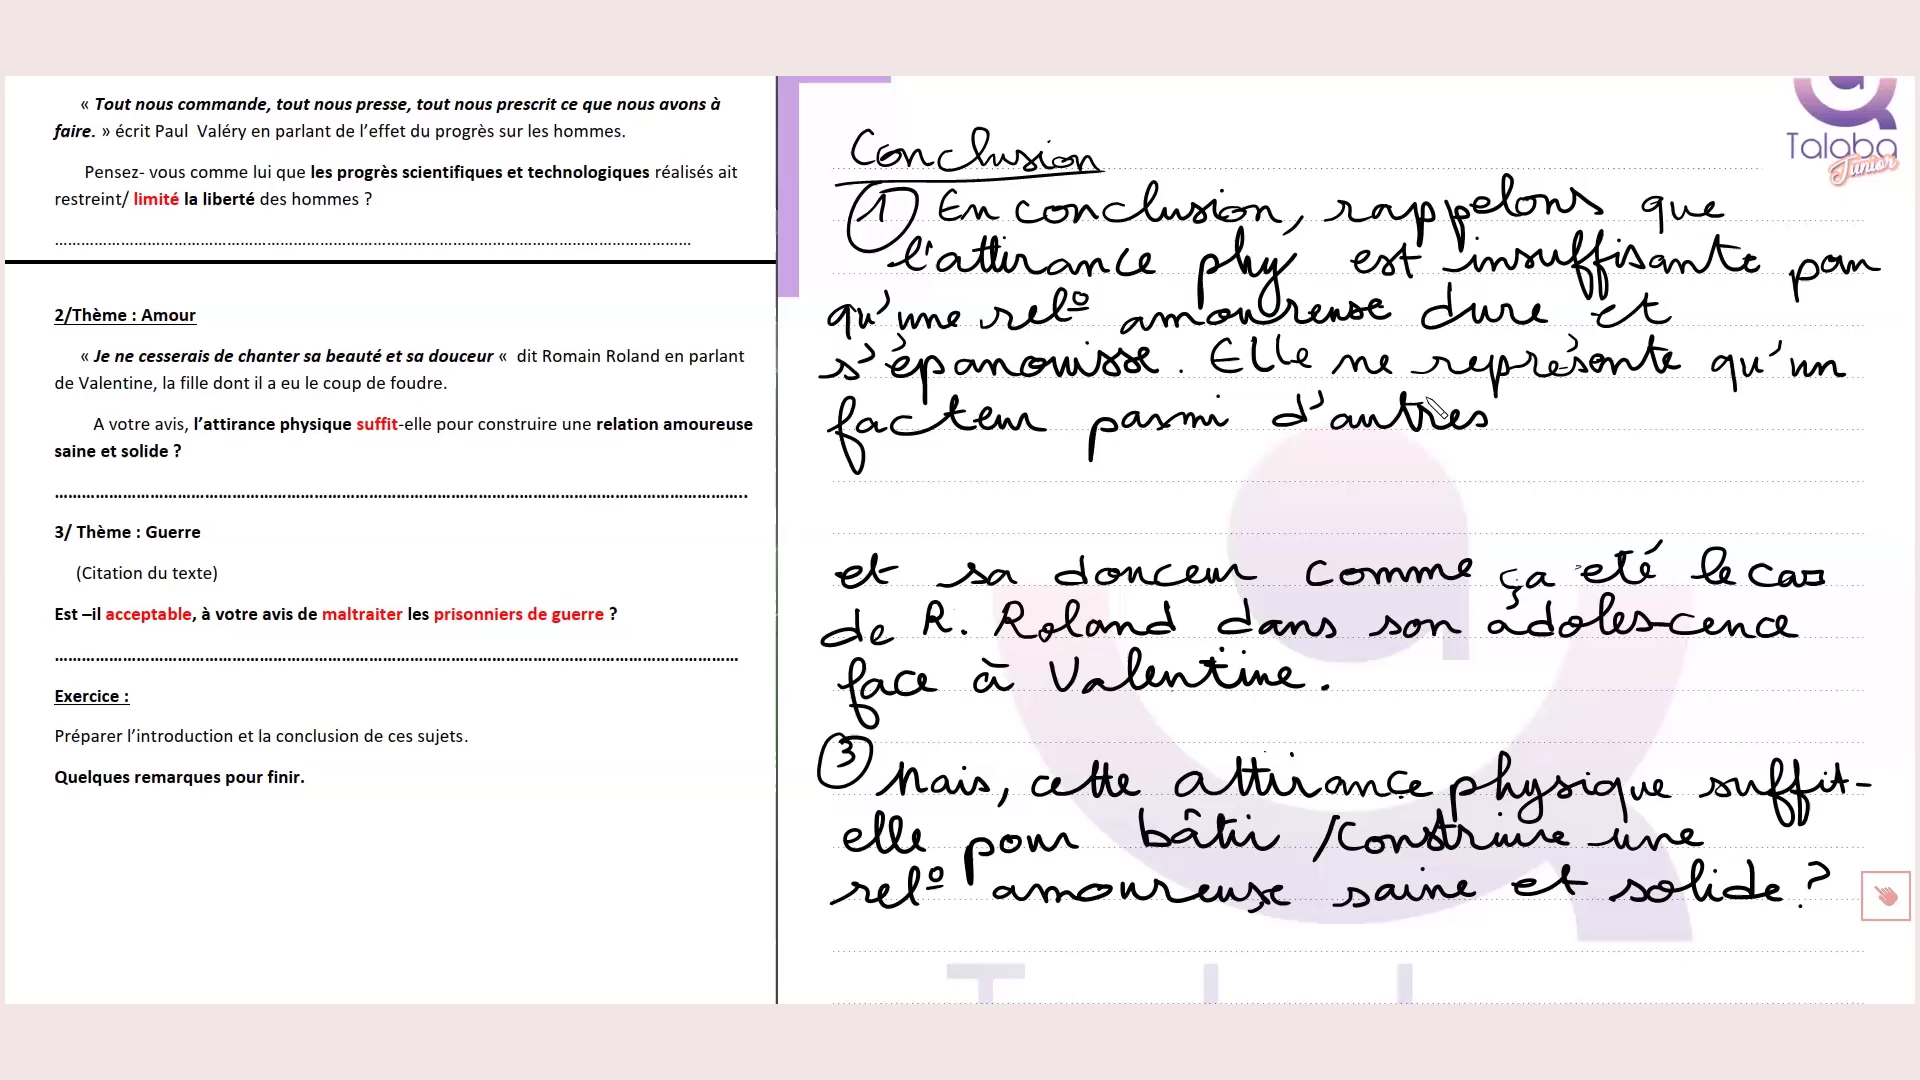 « Tout nous commande, tout nous presse, tout nous prescrit ce que nous avons à
faire. » écrit Paul Valéry en parlant de l’effet du progrès sur les hommes.
Pensez- vous comme lui que les progrès scientifiques et technologiques réalisés ait
restreint/ limité la liberté des hommes ?
2/Thème : Amour
« Je ne cesserais de chanter sa beauté et sa douceur « dit Romain Roland en parlant
de Valentine, la fille dont il a eu le coup de foudre.
A votre avis, l’attirance physique suffit-elle pour construire une relation amoureuse
saine et solide ?
3/ Thème : Guerre
(Citation du texte)
Est –il acceptable, à votre avis de maltraiter les prisonniers de guerre ?
Exercice :
Préparer l’introduction et la conclusion de ces sujets.
Quelques remarques pour finir.
Talaba
Junior
Conclusion
① En conclusion, rappelons que
l'attirance phy est insuffisante pour
qu'une relº amoureuse dure et
s'épanouisse. Elle ne représente qu'un
facteur parmi d'autres
et sa douceur comme ça été le cas
de R. Roland dans son adolescence
face à Valentine.
③ Mais, cette attirance physique suffit-
elle pour bâti /construire une
relº amoureuse saine et solide ?